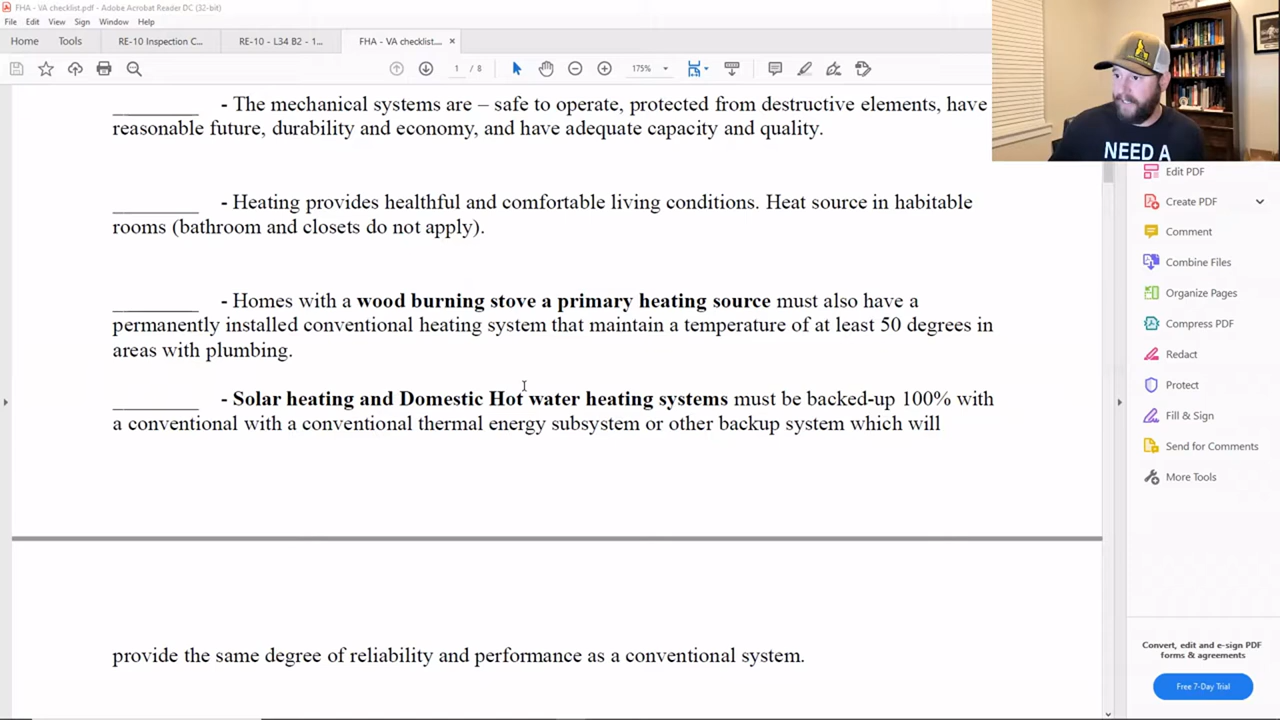 FHA - VA checklist.pdf - Adobe Acrobat Reader DC (32-bit)
File Edit View Sign Window Help
Home Tools RE-10 Inspection C... RE-10 - L34 B2 - 1... FHA - VA checklist.... ×
/ 8 175%
________ - The mechanical systems are – safe to operate, protected from destructive elements, have
reasonable future, durability and economy, and have adequate capacity and quality.
________ - Heating provides healthful and comfortable living conditions. Heat source in habitable
rooms (bathroom and closets do not apply).
________ - Homes with a wood burning stove a primary heating source must also have a
permanently installed conventional heating system that maintain a temperature of at least 50 degrees in
areas with plumbing.
________ - Solar heating and Domestic Hot water heating systems must be backed-up 100% with
a conventional with a conventional thermal energy subsystem or other backup system which will
provide the same degree of reliability and performance as a conventional system.
NEED A
Edit PDF
Create PDF
Comment
Combine Files
Organize Pages
Compress PDF
Redact
Protect
Fill & Sign
Send for Comments
More Tools
Convert, edit and e-sign PDF
forms & agreements
Free 7-Day Trial